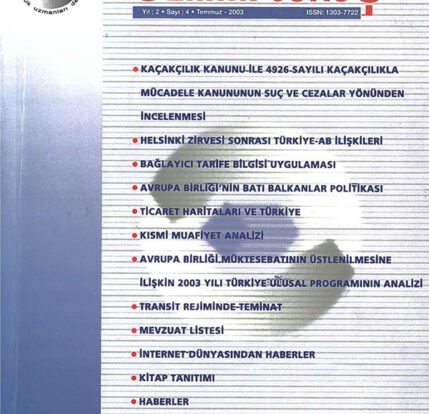 uzmanları de
Yıl : 2 • Sayı : 4 • Temmuz - 2003
ISSN: 1303-7722
• KAÇAKÇILIK KANUNU İLE 4926 SAYILI KAÇAKÇILIKLA
MÜCADELE KANUNUNUN SUÇ VE CEZALAR YÖNÜNDEN
İNCELENMESİ
• HELSİNKİ ZİRVESİ SONRASI TÜRKİYE-AB İLİŞKİLERİ
• BAĞLAYICI TARİFE BİLGİSİ UYGULAMASI
• AVRUPA BİRLİĞİ'NİN BATI BALKANLAR POLİTİKASI
• TİCARET HARİTALARI VE TÜRKİYE
• KISMİ MUAFİYET ANALİZİ
• AVRUPA BİRLİĞİ MÜKTESEBATININ ÜSTLENİLMESİNE
İLİŞKİN 2003 YILI TÜRKİYE ULUSAL PROGRAMININ ANALİZİ
• TRANSİT REJİMİNDE TEMİNAT
• MEVZUAT LİSTESİ
• İNTERNET DÜNYASINDAN HABERLER
• KİTAP TANITIMI
• HABERLER